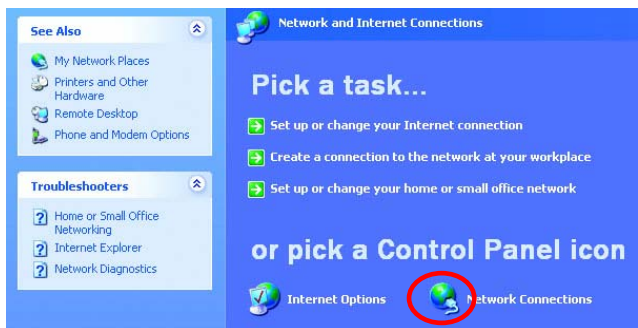 See Also
My Network Places
Printers and Other
Hardware
Remote Desktop
Phone and Modem Options
Troubleshooters
Home or Small Office
Networking
Internet Explorer
Network Diagnostics
Network and Internet Connections
Pick a task...
Set up or change your Internet connection
Create a connection to the network at your workplace
Set up or change your home or small office network
or pick a Control Panel icon
Internet Options
Network Connections